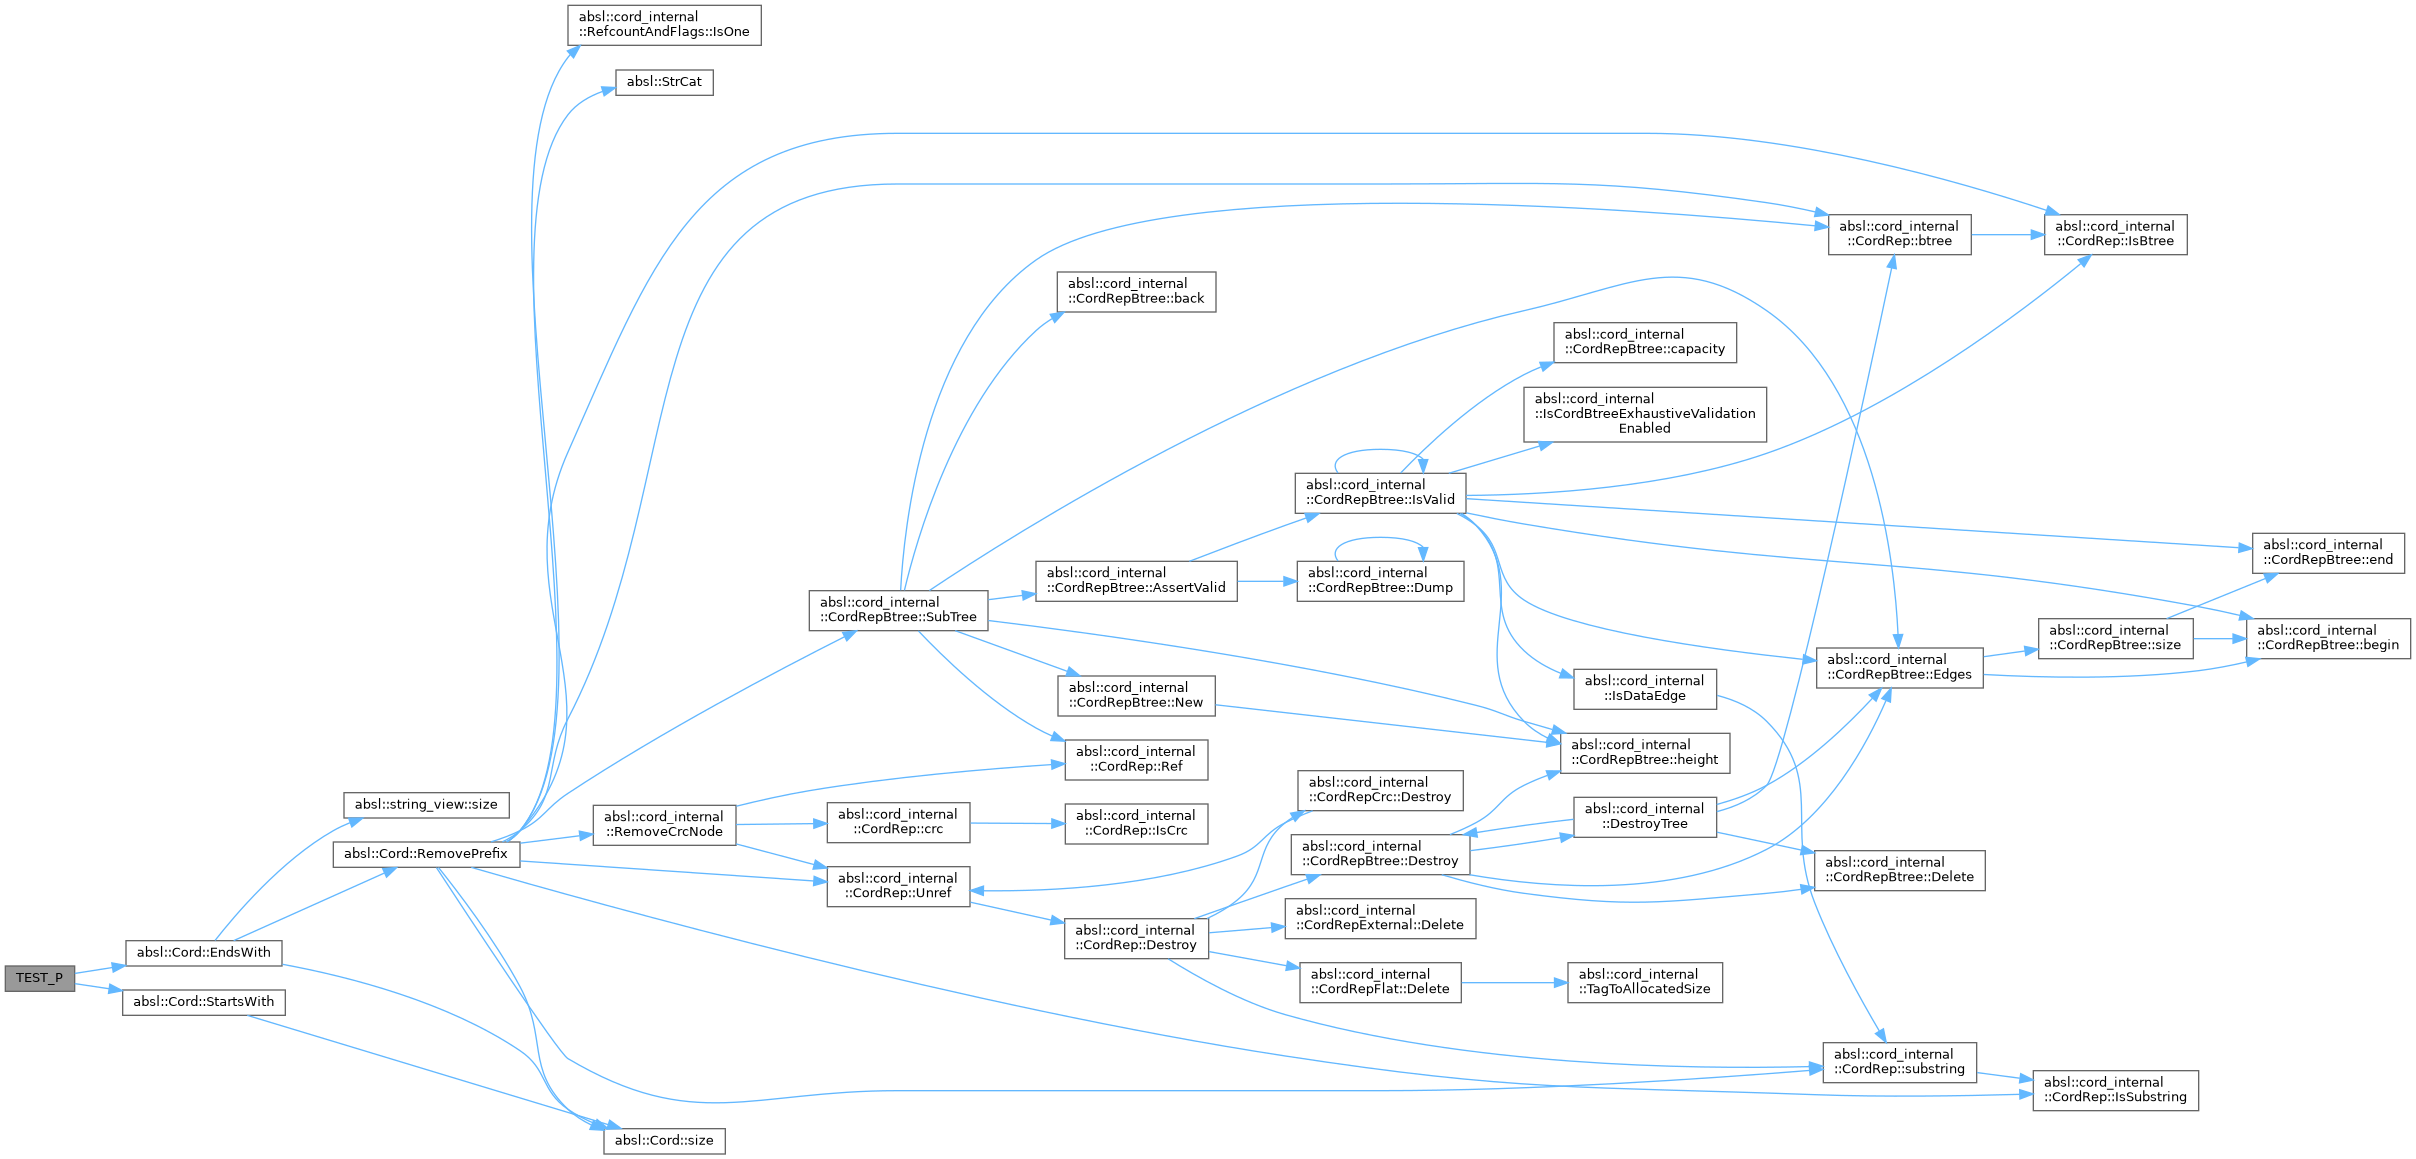 absl::cord_internal
::RefcountAndFlags::IsOne
absl::StrCat
absl::cord_internal
::CordRep::btree
absl::cord_internal
::CordRep::IsBtree
absl::cord_internal
::CordRepBtree::back
absl::cord_internal
::CordRepBtree::capacity
absl::cord_internal
::IsCordBtreeExhaustiveValidation
Enabled
absl::cord_internal
::CordRepBtree::IsValid
absl::cord_internal
::CordRepBtree::end
absl::cord_internal
::CordRepBtree::AssertValid
absl::cord_internal
::CordRepBtree::Dump
absl::cord_internal
::CordRepBtree::SubTree
absl::cord_internal
::CordRepBtree::size
absl::cord_internal
::CordRepBtree::begin
absl::cord_internal
::CordRepBtree::Edges
absl::cord_internal
::IsDataEdge
absl::cord_internal
::CordRepBtree::New
absl::cord_internal
::CordRepBtree::height
absl::cord_internal
::CordRep::Ref
absl::cord_internal
::CordRepCrc::Destroy
absl::string_view::size
absl::cord_internal
::RemoveCrcNode
absl::cord_internal
::CordRep::crc
absl::cord_internal
::CordRep::IsCrc
absl::cord_internal
::DestroyTree
absl::Cord::RemovePrefix
absl::cord_internal
::CordRepBtree::Destroy
absl::cord_internal
::CordRepBtree::Delete
absl::cord_internal
::CordRep::Unref
absl::cord_internal
::CordRepExternal::Delete
absl::cord_internal
::CordRep::Destroy
absl::Cord::EndsWith
TEST_P
absl::cord_internal
::CordRepFlat::Delete
absl::cord_internal
::TagToAllocatedSize
absl::Cord::StartsWith
absl::cord_internal
::CordRep::substring
absl::cord_internal
::CordRep::IsSubstring
absl::Cord::size